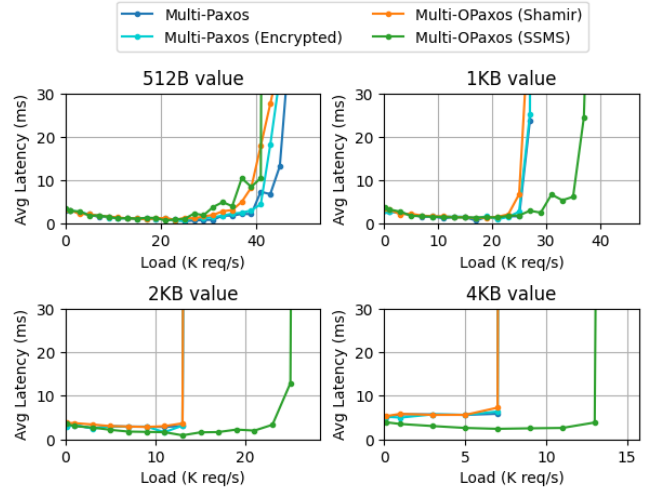 Multi-Paxos
Multi-OPaxos (Shamir)
Multi-Paxos (Encrypted)
Multi-OPaxos (SSMS)
512B value
1KB value
Avg Latency (ms)
30
20
10
0
0 20 40
Load (K req/s)
Avg Latency (ms)
30
20
10
0
0 10 20 30 40
Load (K req/s)
2KB value
4KB value
Avg Latency (ms)
30
20
10
0
0 10 20
Load (K req/s)
Avg Latency (ms)
30
20
10
0
0 5 10 15
Load (K req/s)